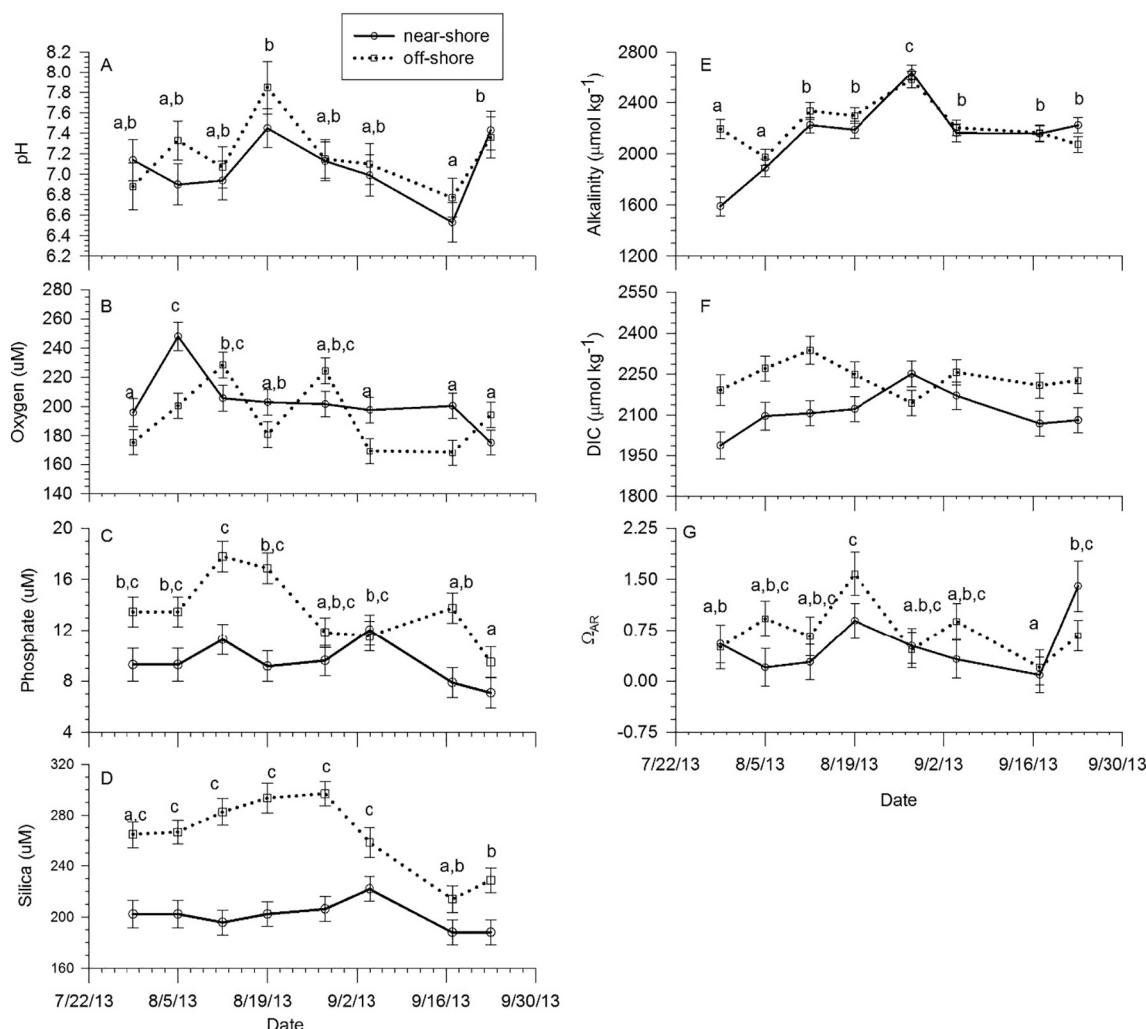 near-shore
off-shore
A
pH
8.2
8.0
7.8
7.6
7.4
7.2
7.0
6.8
6.6
6.4
6.2
a,b
a,b
a,b
b
a,b
a,b
a
b
B
Oxygen (uM)
280
260
240
220
200
180
160
140
a
c
b,c
a,b
a,b,c
a
a
a
C
Phosphate (uM)
20
16
12
8
4
b,c
b,c
c
b,c
a,b,c
b,c
a,b
a
D
Silica (uM)
320
280
240
200
160
a,c
c
c
c
c
c
a,b
b
7/22/13 8/5/13 8/19/13 9/2/13 9/16/13 9/30/13
Date
E
Alkalinity (μmol kg-1)
2800
2400
2000
1600
1200
a
a
b
b
c
b
b
b
F
DIC (μmol kg-1)
2550
2400
2250
2100
1950
1800
G
ΩAR
2.25
1.50
0.75
0.00
-0.75
a,b
a,b,c
a,b,c
c
a.b,c
a,b,c
a
b,c
7/22/13 8/5/13 8/19/13 9/2/13 9/16/13 9/30/13
Date